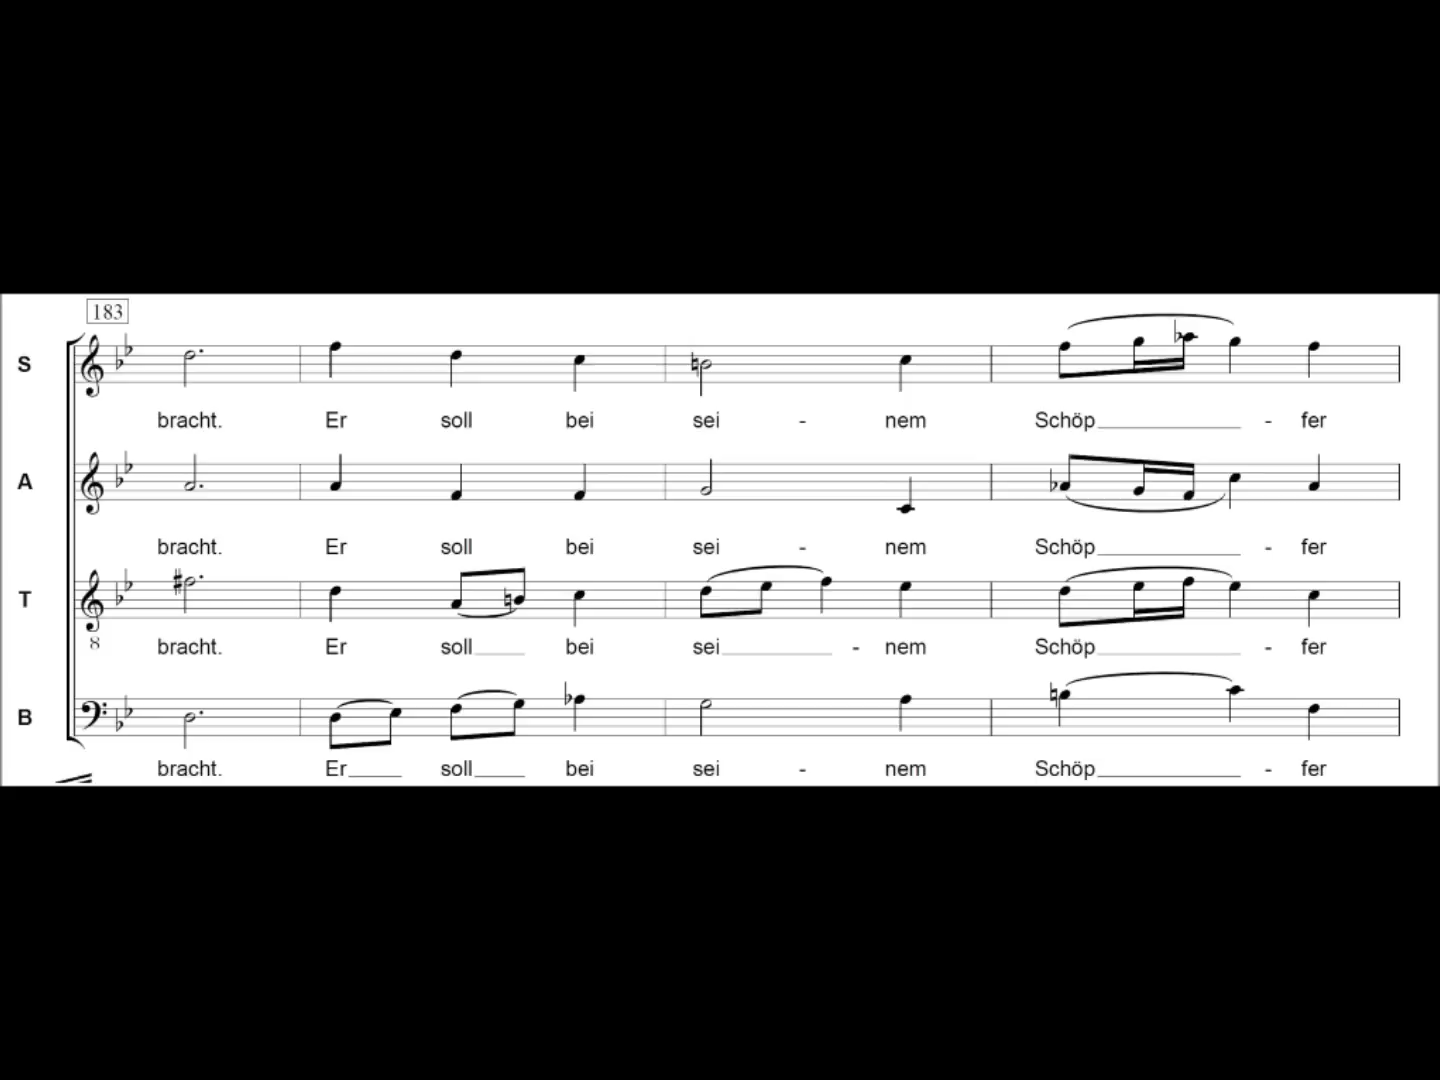 183
S
bracht. Er soll bei sei - nem Schöp - fer
A
bracht. Er soll bei sei - nem Schöp - fer
T
8
bracht. Er soll bei sei - nem Schöp - fer
B
bracht. Er soll bei sei - nem Schöp - fer